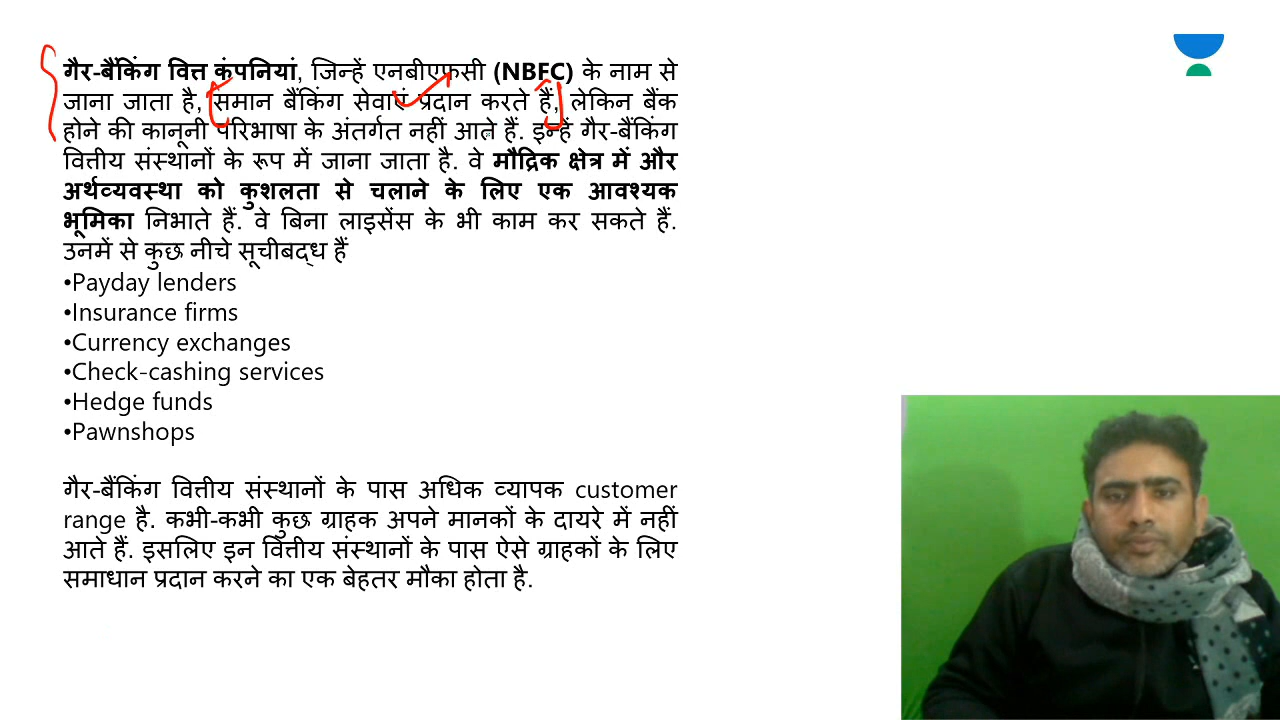 गैर-बैंकिंग वित्त कंपनियां, जिन्हें एनबीएफसी (NBFC) के नाम से
जाना जाता है, समान बैंकिंग सेवाएं प्रदान करते हैं, लेकिन बैंक
होने की कानूनी परिभाषा के अंतर्गत नहीं आते हैं. इन्हें गैर-बैंकिंग
वित्तीय संस्थानों के रूप में जाना जाता है. वे मौद्रिक क्षेत्र में और
अर्थव्यवस्था को कुशलता से चलाने के लिए एक आवश्यक
भूमिका निभाते हैं. वे बिना लाइसेंस के भी काम कर सकते हैं.
उनमें से कुछ नीचे सूचीबद्ध हैं
•Payday lenders
•Insurance firms
•Currency exchanges
•Check-cashing services
•Hedge funds
•Pawnshops
गैर-बैंकिंग वित्तीय संस्थानों के पास अधिक व्यापक customer
range है. कभी-कभी कुछ ग्राहक अपने मानकों के दायरे में नहीं
आते हैं. इसलिए इन वित्तीय संस्थानों के पास ऐसे ग्राहकों के लिए
समाधान प्रदान करने का एक बेहतर मौका होता है.